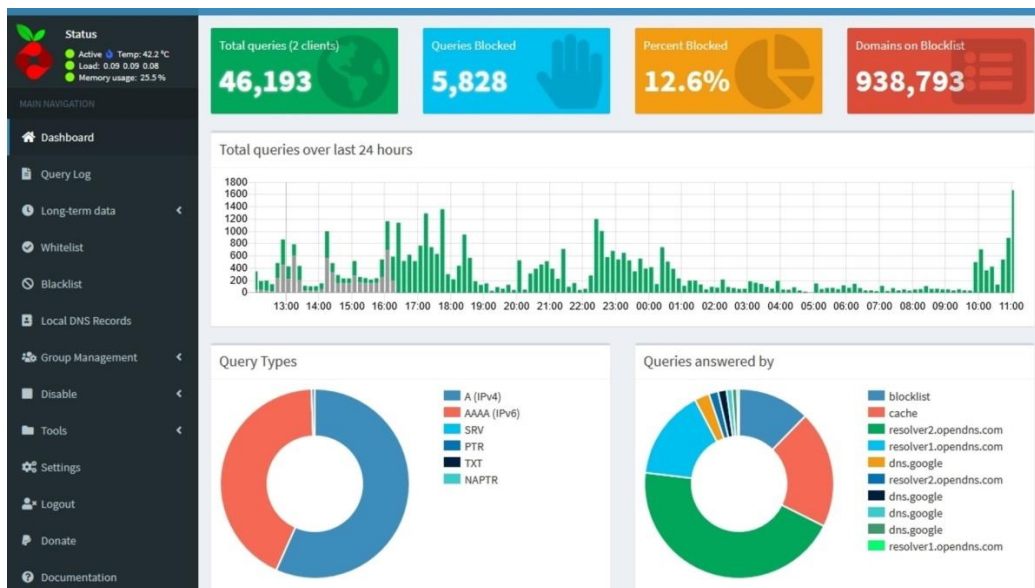 Status
Active Temp: 42.2 °C
Load: 0.09 0.09 0.08
Memory usage: 25.5 %
MAIN NAVIGATION
Dashboard
Query Log
Long-term data
Whitelist
Blacklist
Local DNS Records
Group Management
Disable
Tools
Settings
Logout
Donate
Documentation
Total queries (2 clients)
46,193
Queries Blocked
5,828
Percent Blocked
12.6%
Domains on Blocklist
938,793
Total queries over last 24 hours
1800
1600
1400
1200
1000
800
600
400
200
0
13:00 14:00 15:00 16:00 17:00 18:00 19:00 20:00 21:00 22:00 23:00 00:00 01:00 02:00 03:00 04:00 05:00 06:00 07:00 08:00 09:00 10:00 11:00
Query Types
A (IPv4)
AAAA (IPv6)
SRV
PTR
TXT
NAPTR
Queries answered by
blocklist
cache
resolver2.opendns.com
resolver1.opendns.com
dns.google
resolver2.opendns.com
dns.google
dns.google
dns.google
resolver1.opendns.com